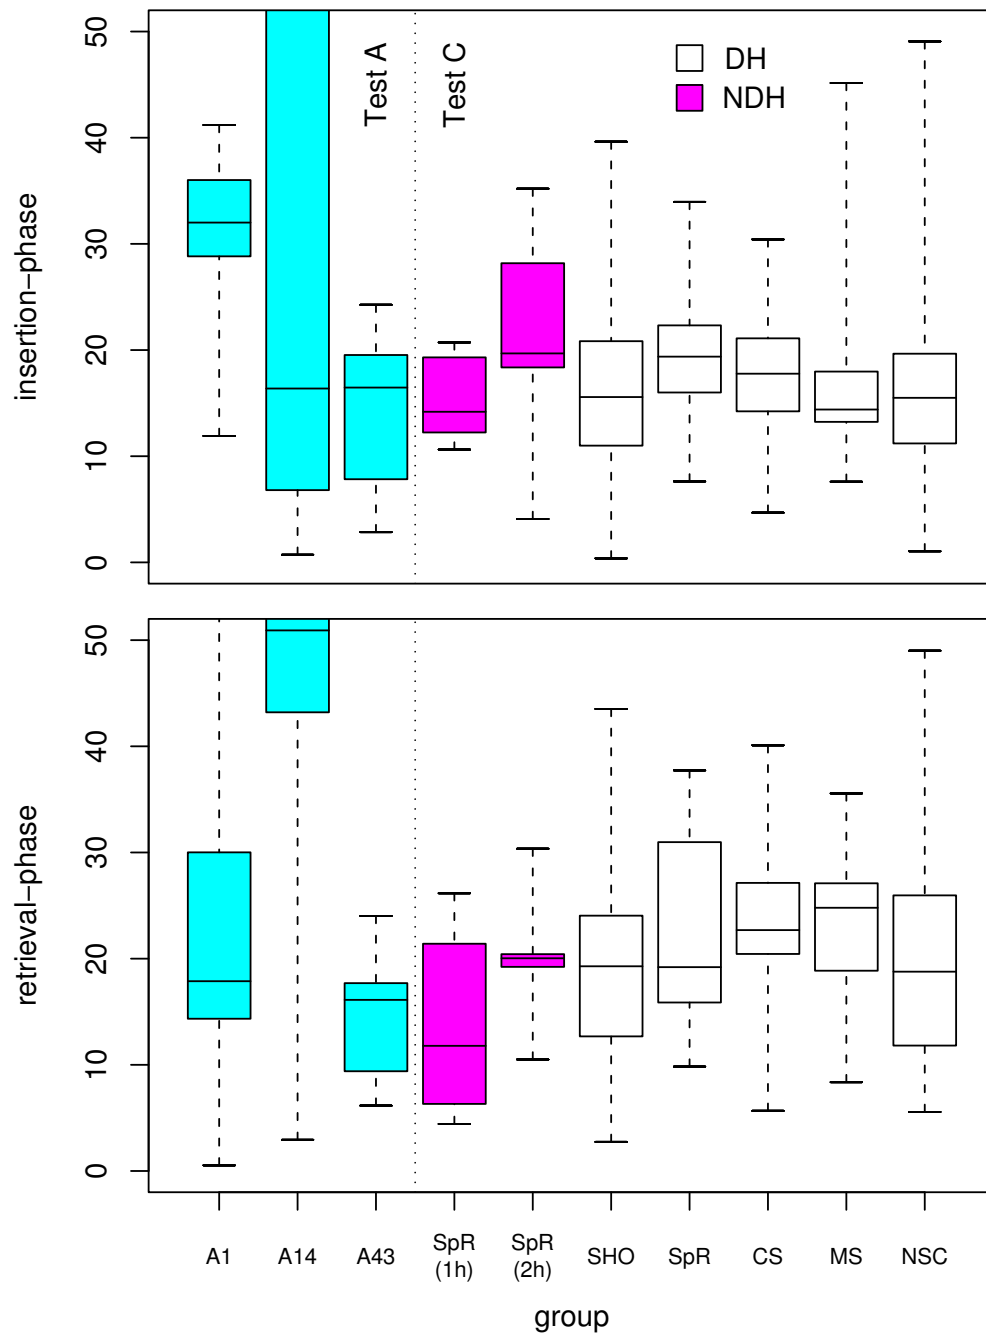 insertion−phase
50
40
30
20
10
0
Test A
Test C
DH
NDH
retrieval−phase
50
40
30
20
10
0
A1
A14
A43
SpR
(1h)
SpR
(2h)
SHO
SpR
CS
MS
NSC
group